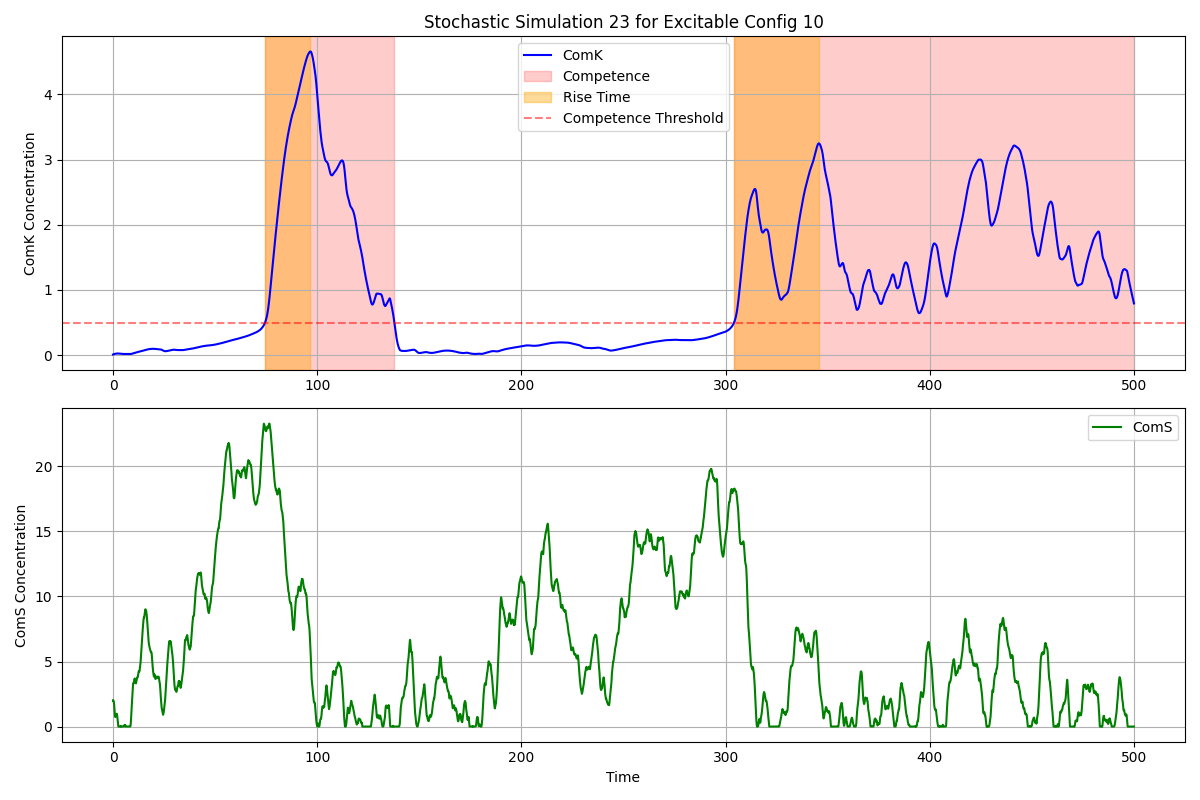 Stochastic Simulation 23 for Excitable Config 10
ComK Concentration
4
3
2
1
0
ComK
Competence
Rise Time
Competence Threshold
0 100 200 300 400 500
ComS Concentration
20
15
10
5
0
ComS
0 100 200 300 400 500
Time